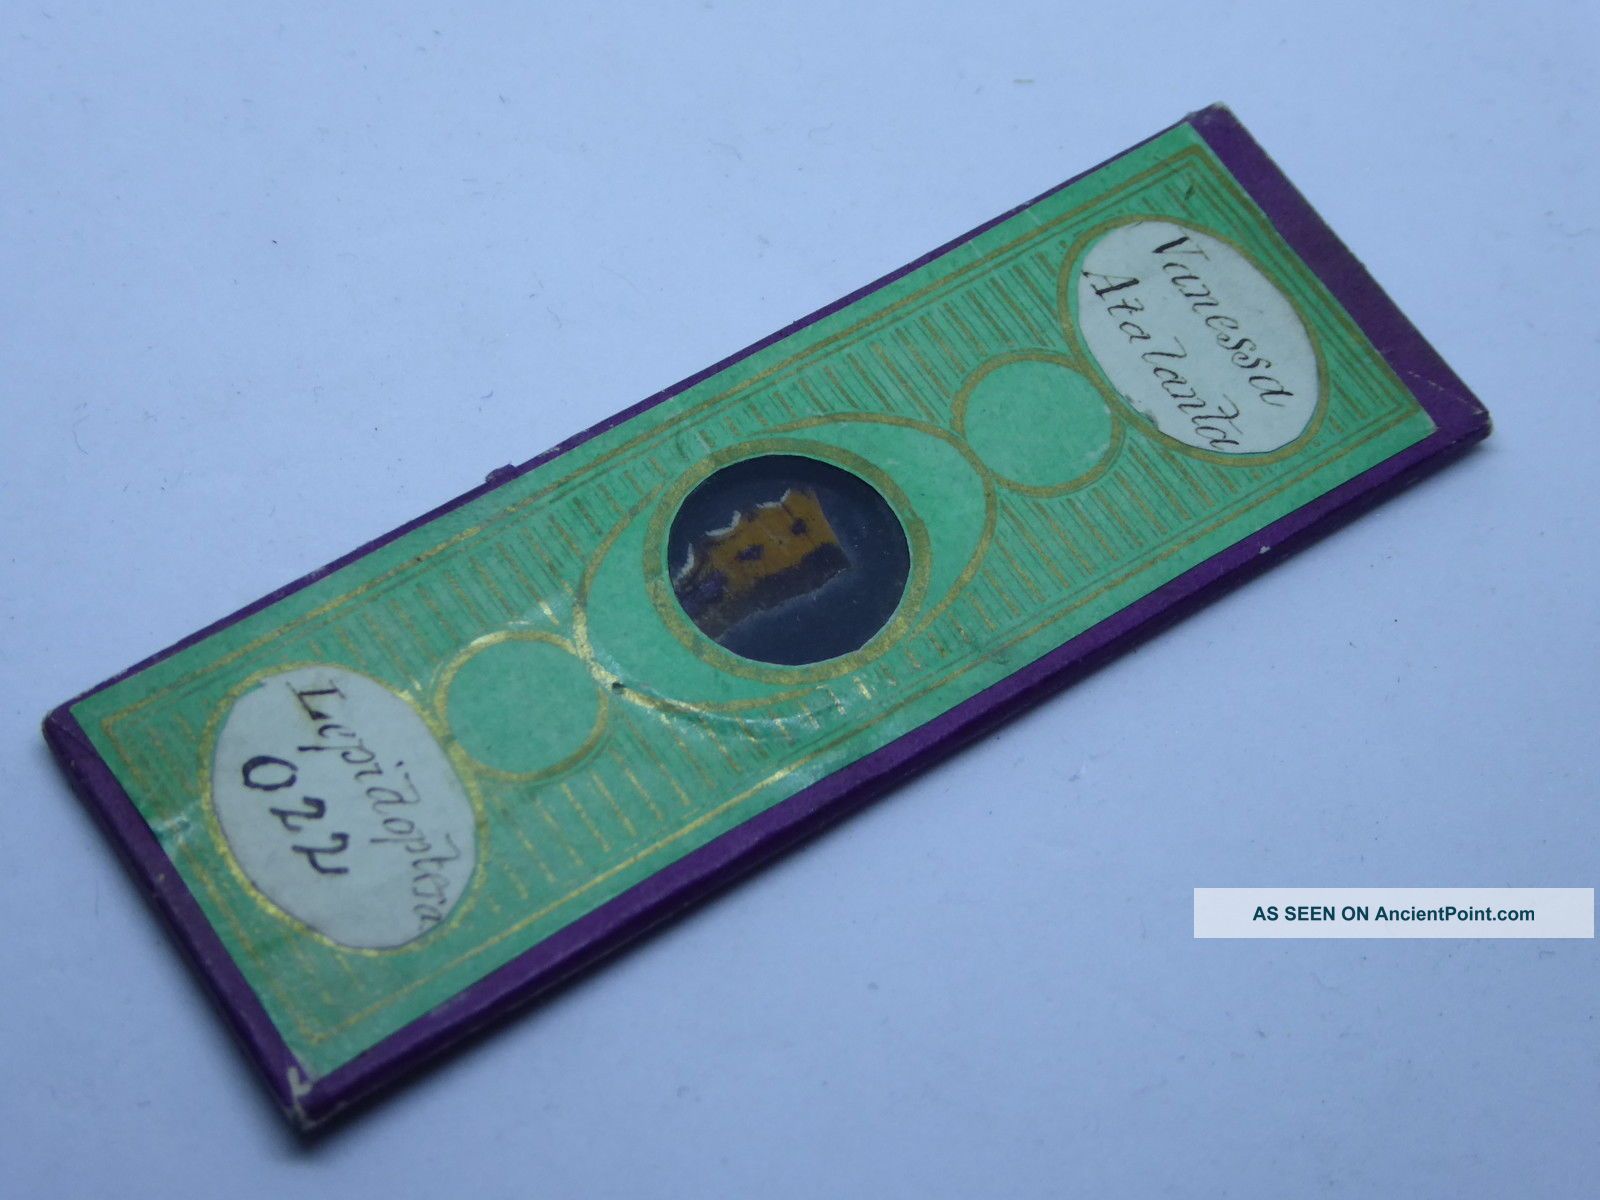 Vanessa
Atalanta
Lepidoptera
022
AS SEEN ON AncientPoint.com